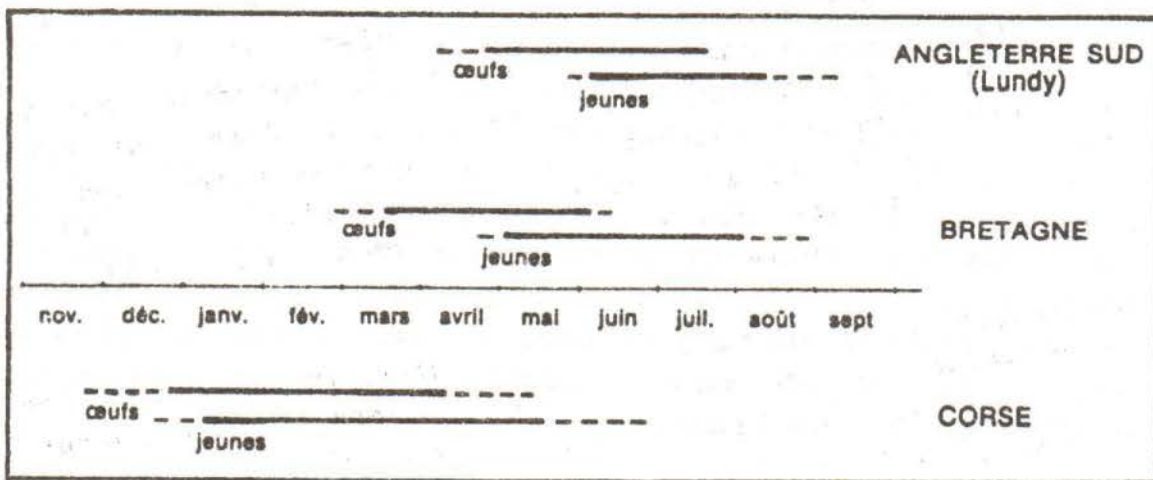 ANGLETERRE SUD
(Lundy)
œufs
jeunes
œufs
BRETAGNE
jeunes
nov. déc. janv. fév. mars avril mai juin juil. août sept
œufs
CORSE
jeunes